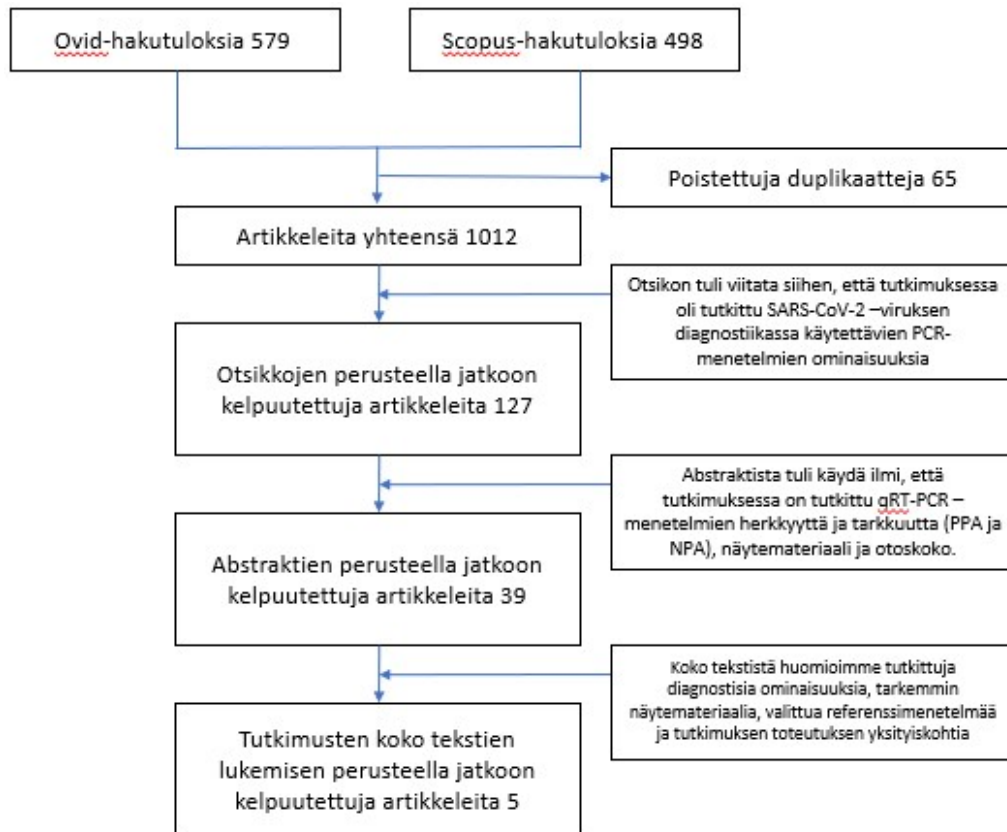 Ovid-hakutuloksia 579
Scopus-hakutuloksia 498
Poistettuja duplikaatteja 65
Artikkeleita yhteensä 1012
Otsikon tuli viitata siihen, että tutkimuksessa
oli tutkittu SARS-CoV-2 –viruksen
diagnostiikassa käytettävien PCR-
menetelmien ominaisuuksia
Otsikkojen perusteella jatkoon
kelpuutettuja artikkeleita 127
Abstraktista tuli käydä ilmi, että
tutkimuksessa on tutkittu qRT-PCR –
menetelmien herkkyyttä ja tarkkuutta (PPA ja
NPA), näytemateriaali ja otoskoko.
Abstraktien perusteella jatkoon
kelpuutettuja artikkeleita 39
Koko tekstistä huomioimme tutkittuja
diagnostisia ominaisuuksia, tarkemmin
näytemateriaalia, valittua referenssimenetelmää
ja tutkimuksen toteutuksen yksityiskohtia
Tutkimusten koko tekstien
lukemisen perusteella jatkoon
kelpuutettuja artikkeleita 5